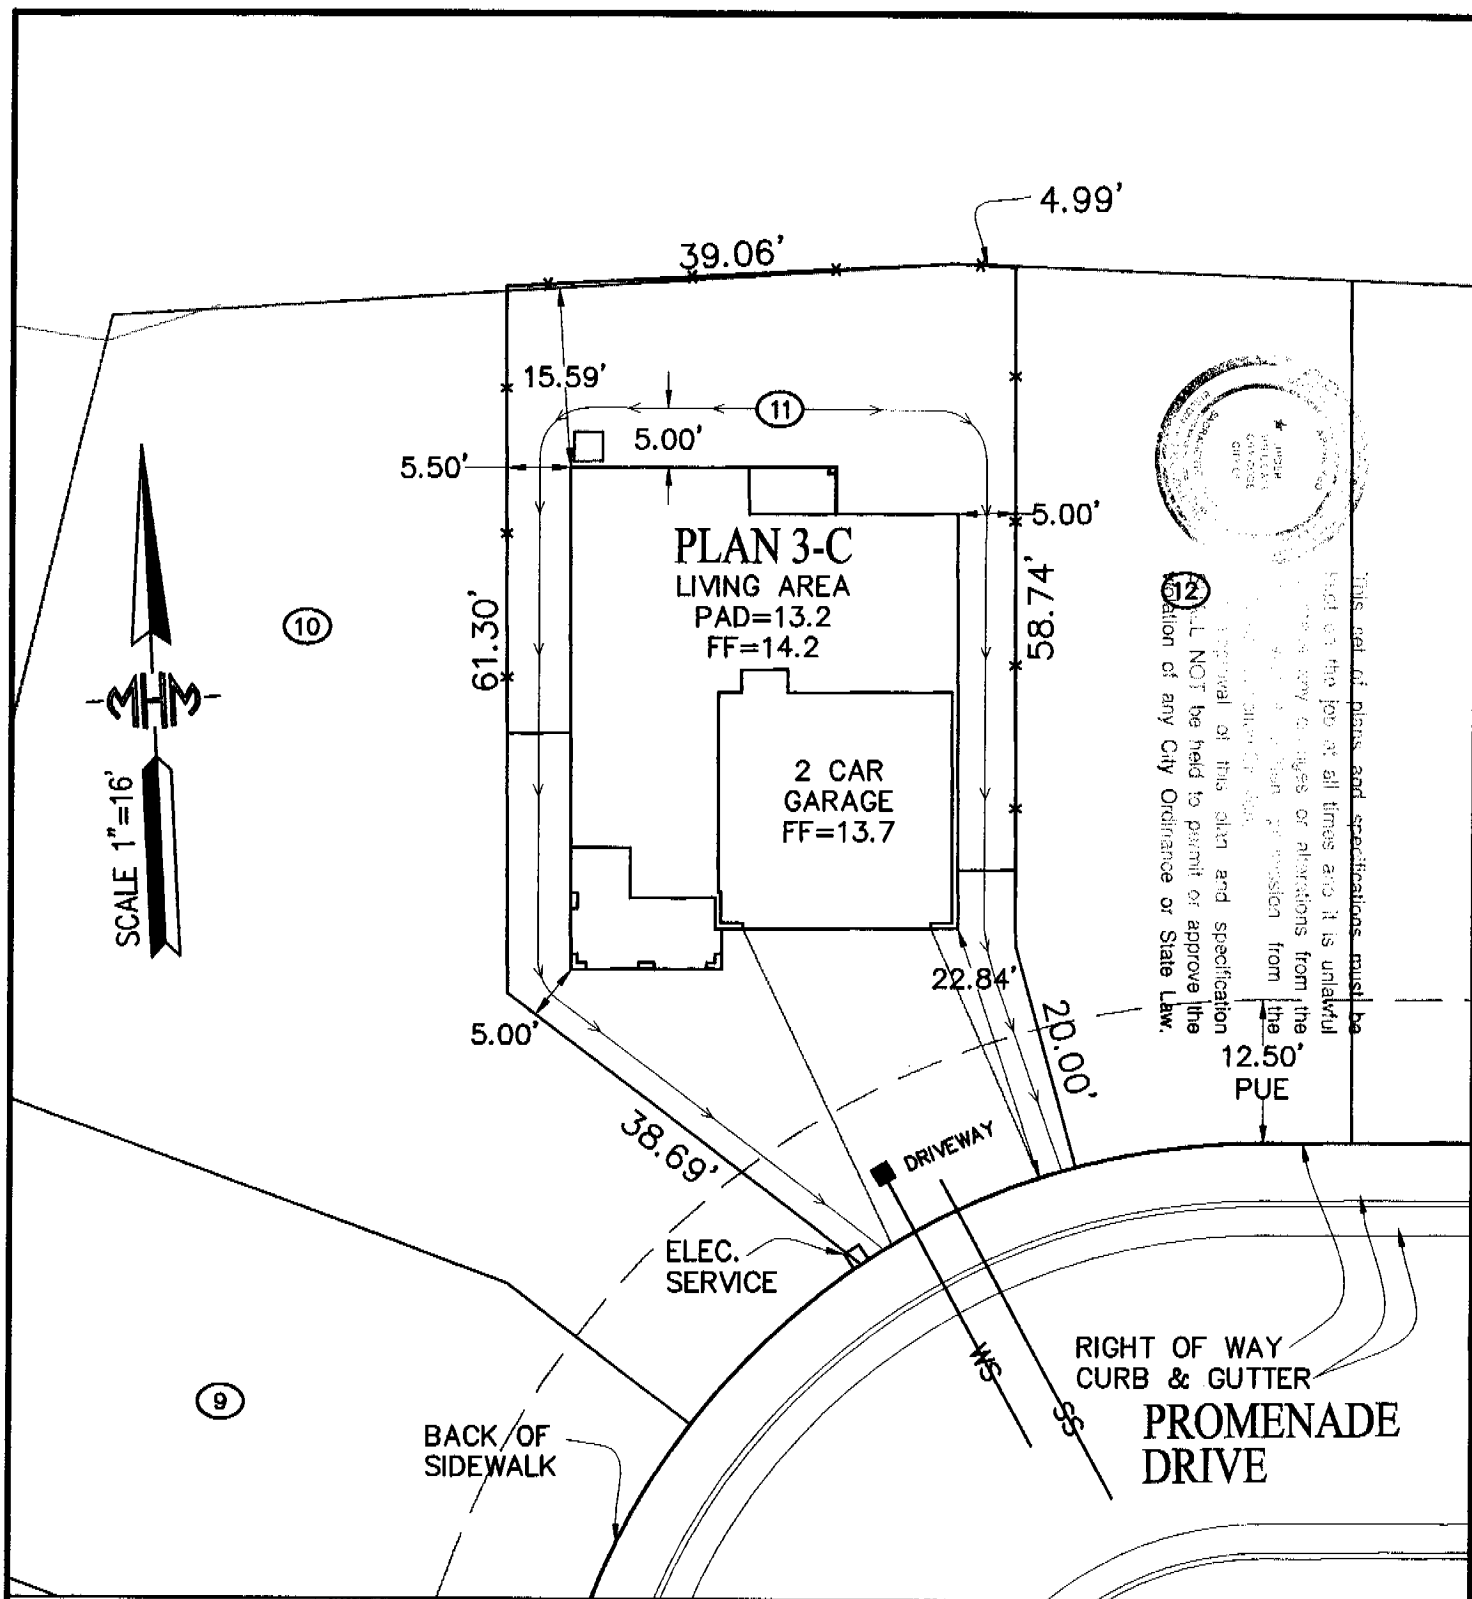 4.99'
39.06'
15.59'
11
5.00'
5.50'
5.00'
PLAN 3-C
LIVING AREA
PAD=13.2
FF=14.2
61.30'
58.74'
10
12
2 CAR
GARAGE
FF=13.7
SCALE 1"=16'
This set of plans and specifications must be
kept on the job at all times and it is unlawful
changes or alterations from the
from the
approval of this plan and specification
NOT be held to permit or approve the
violation of any City Ordinance or State Law.
22.84'
5.00'
20.00'
12.50'
PUE
38.69'
DRIVEWAY
ELEC.
SERVICE
WS
SS
RIGHT OF WAY
CURB & GUTTER
PROMENADE
DRIVE
9
BACK OF
SIDEWALK